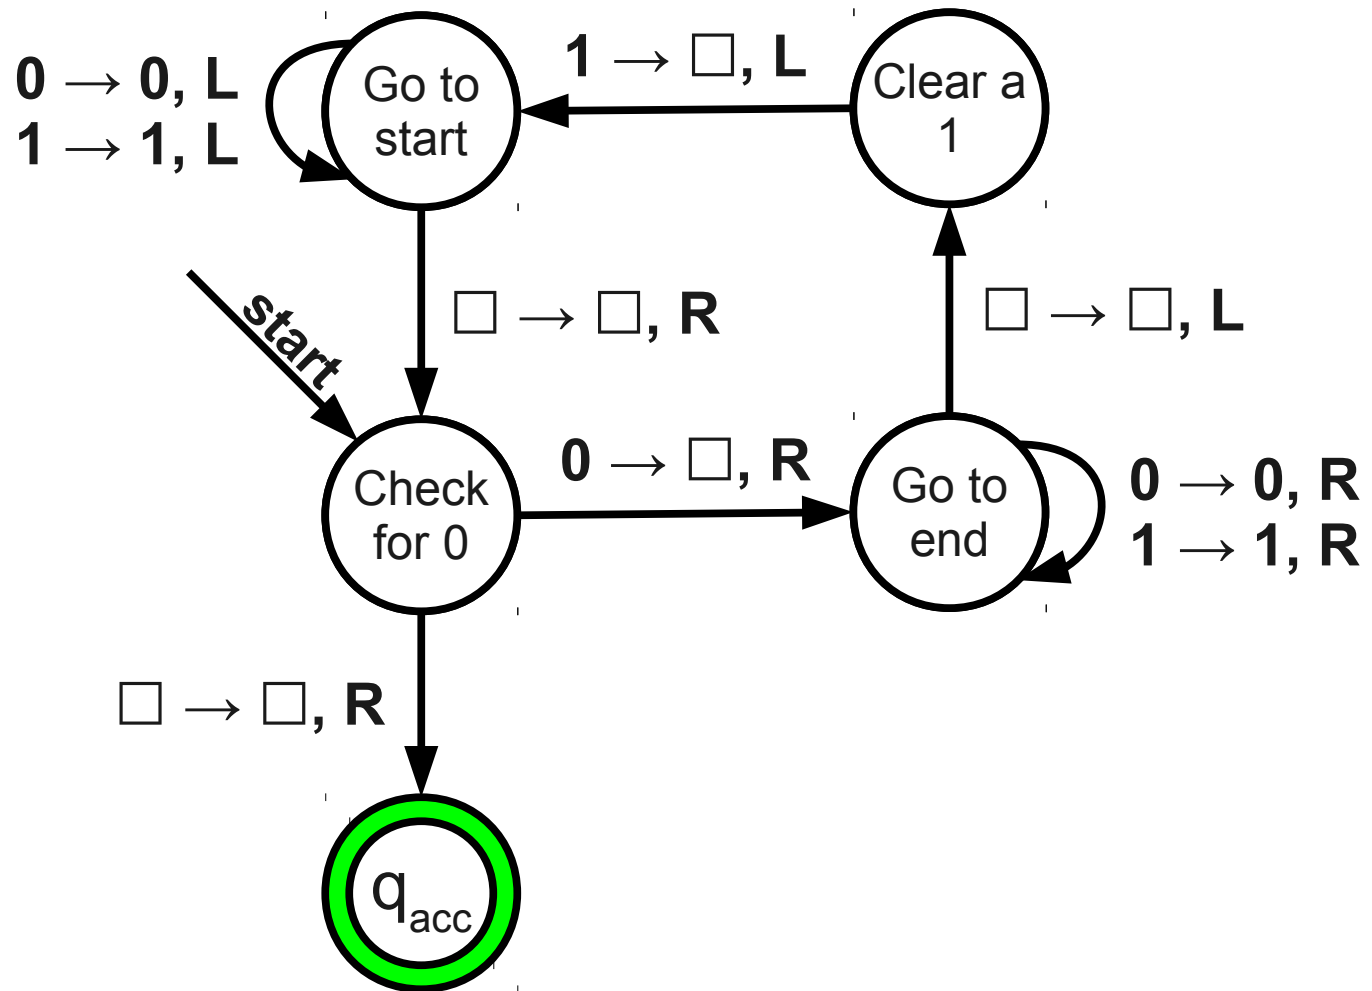 0 → 0, L
1 → 1, L
Go to
start
1 → □, L
Clear a
1
start
□ → □, R
□ → □, L
Check
for 0
0 → □, R
Go to
end
0 → 0, R
1 → 1, R
□ → □, R
qacc